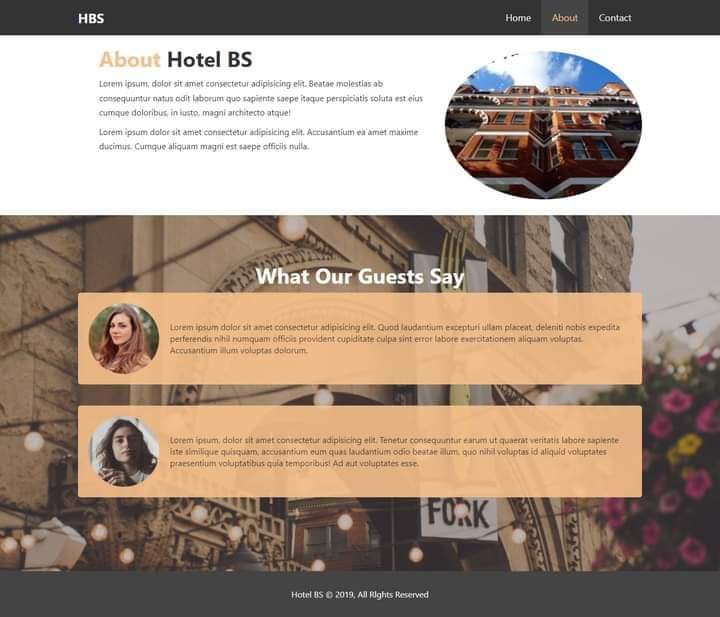 HBS
Home About Contact
About Hotel BS
Lorem ipsum, dolor sit amet consectetur adipisicing elit. Beatae molestias ab
consequuntur natus odit laborum quo sapiente saepe itaque perspiciatis soluta est eius
cumque doloribus, in iusto, magni architecto atque!
Lorem ipsum dolor sit amet consectetur adipisicing elit. Accusantium ea amet maxime
ducimus. Cumque aliquam magni est saepe officiis nulla.
What Our Guests Say
Lorem ipsum dolor sit amet consectetur adipisicing elit. Quod laudantium excepturi ullam placeat, deleniti nobis expedita
perferendis nihil numquam officiis provident cupiditate culpa sint error labore exercitationem aliquam voluptas.
Accusantium illum voluptas dolorum.
Lorem ipsum, dolor sit amet consectetur adipisicing elit. Tenetur consequuntur earum ut quaerat veritatis labore sapiente
iste similique quisquam, accusantium eum quas laudantium odio beatae illum, quo nihil voluptas id aliquid voluptates
praesentium voluptatibus quia temporibus! Ad aut voluptates esse.
FORK
Hotel BS © 2019, All RIghts Reserved